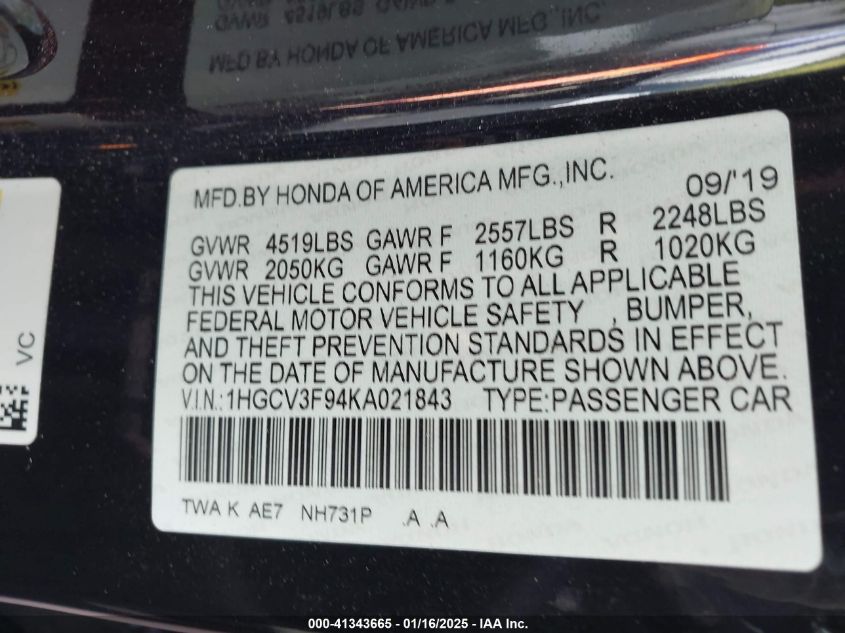 MFD.BY HONDA OF AMERICA MFG.,INC. 09/'19
GVWR 4519LBS GAWR F 2557LBS R 2248LBS
GVWR 2050KG GAWR F 1160KG R 1020KG
THIS VEHICLE CONFORMS TO ALL APPLICABLE
FEDERAL MOTOR VEHICLE SAFETY , BUMPER,
AND THEFT PREVENTION STANDARDS IN EFFECT
ON THE DATE OF MANUFACTURE SHOWN ABOVE.
V.I.N.: 1HGCV3F94KA021843 TYPE:PASSENGER CAR
TWA K AE7 NH731P .A .A
VC
000-41343665 - 01/16/2025 - IAA Inc.